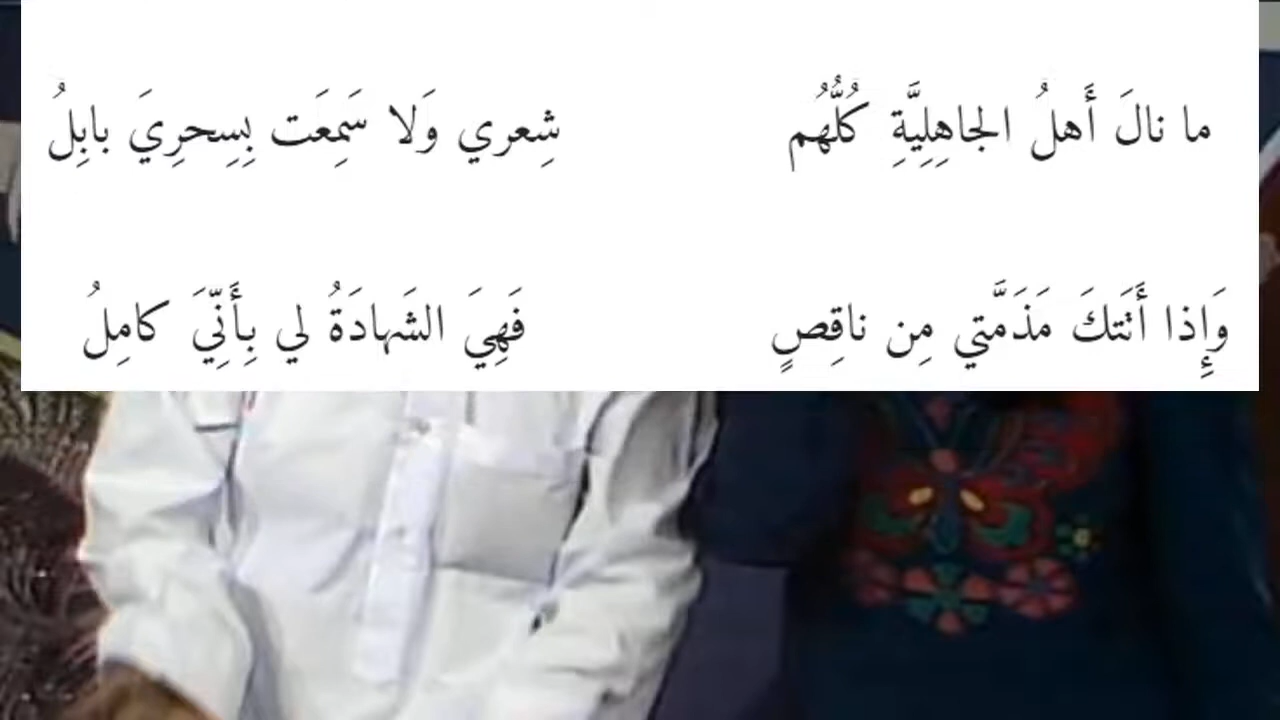 ما نالَ أَهلُ الجاهِلِيَّةِ كُلُّهُم شِعري وَلا سَمِعَت بِسِحرِيَ بابِلُ
وَإِذا أَتَتكَ مَذَمَّتي مِن ناقِصٍ فَهِيَ الشَهادَةُ لي بِأَنِّيَ كامِلُ